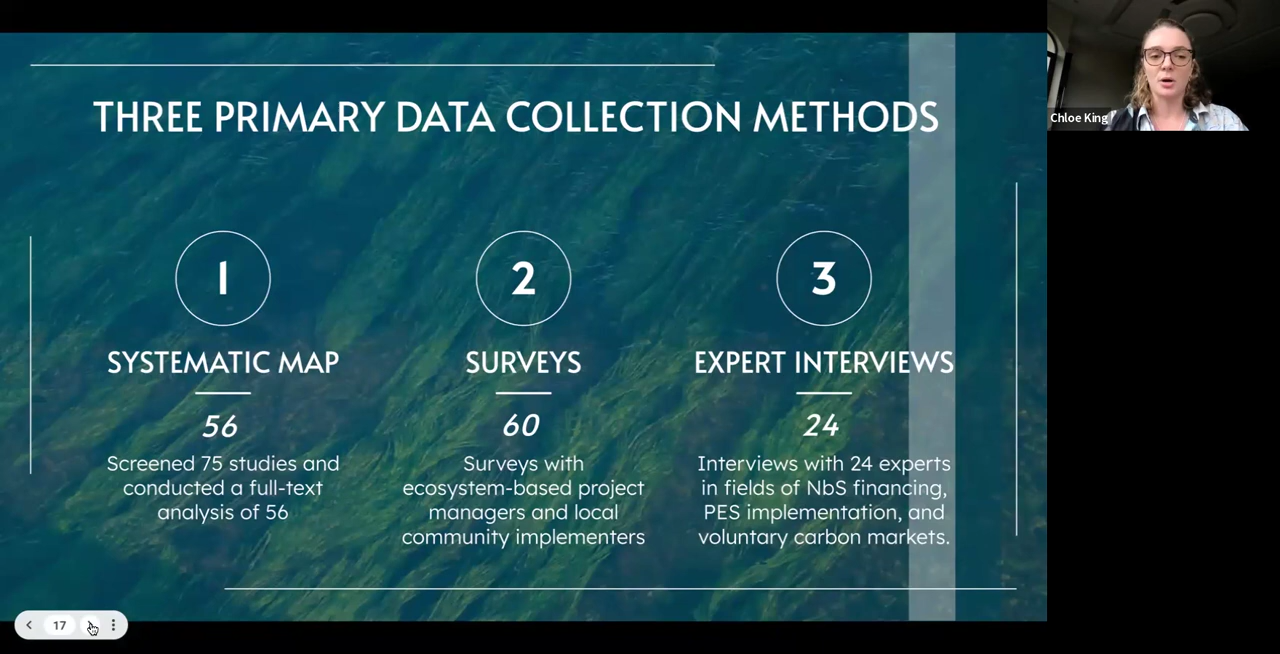 THREE PRIMARY DATA COLLECTION METHODS
Chloe King
1
SYSTEMATIC MAP
56
Screened 75 studies and
conducted a full-text
analysis of 56
2
SURVEYS
60
Surveys with
ecosystem-based project
managers and local
community implementers
3
EXPERT INTERVIEWS
24
Interviews with 24 experts
in fields of NbS financing,
PES implementation, and
voluntary carbon markets.
17